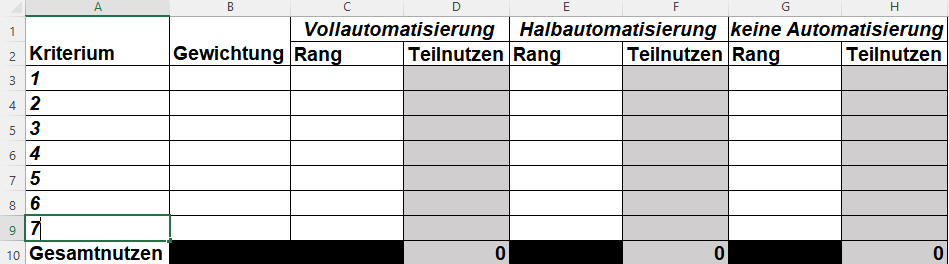 A B C D E F G H
1 Vollautomatisierung Halbautomatisierung keine Automatisierung
2 Kriterium Gewichtung Rang Teilnutzen Rang Teilnutzen Rang Teilnutzen
3 1
4 2
5 3
6 4
7 5
8 6
9 7
10 Gesamtnutzen 0 0 0